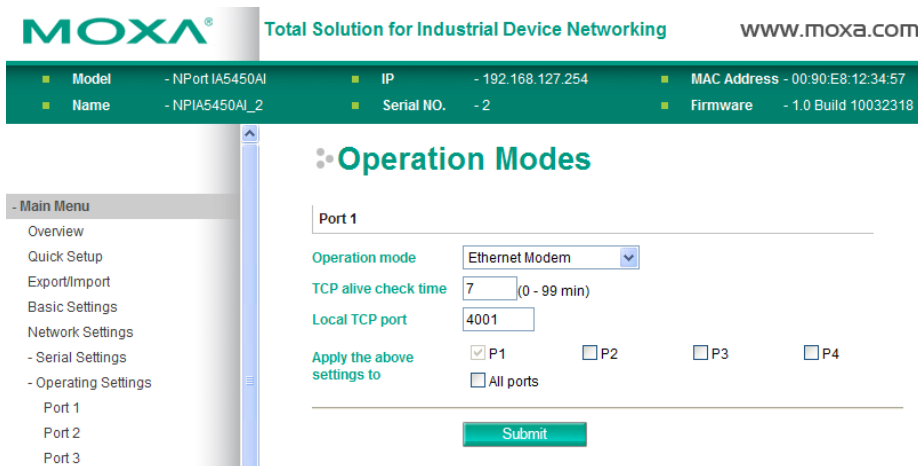 MOXA® Total Solution for Industrial Device Networking www.moxa.com
Model - NPort IA5450AI IP - 192.168.127.254 MAC Address - 00:90:E8:12:34:57
Name - NPIA5450AI_2 Serial NO. - 2 Firmware - 1.0 Build 10032318
Operation Modes
- Main Menu
Overview
Quick Setup
Export/Import
Basic Settings
Network Settings
- Serial Settings
- Operating Settings
Port 1
Port 2
Port 3
Port 1
Operation mode Ethernet Modem
TCP alive check time 7 (0 - 99 min)
Local TCP port 4001
Apply the above settings to P1 P2 P3 P4
All ports
Submit